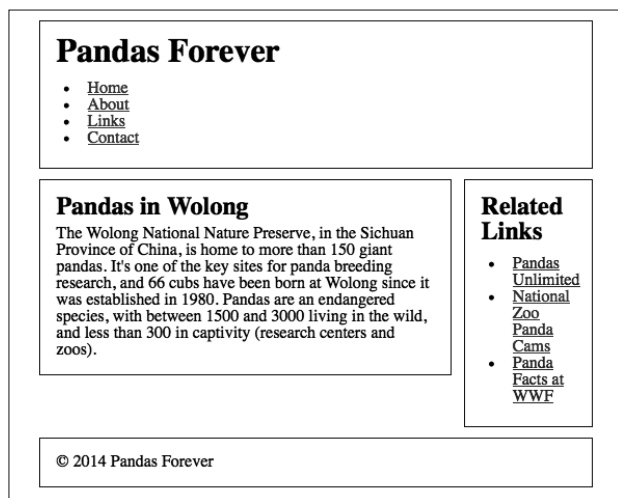 Pandas Forever
Home
About
Links
Contact
Pandas in Wolong
The Wolong National Nature Preserve, in the Sichuan
Province of China, is home to more than 150 giant
pandas. It's one of the key sites for panda breeding
research, and 66 cubs have been born at Wolong since it
was established in 1980. Pandas are an endangered
species, with between 1500 and 3000 living in the wild,
and less than 300 in captivity (research centers and
zoos).
Related
Links
Pandas
Unlimited
National
Zoo
Panda
Cams
Panda
Facts at
WWF
© 2014 Pandas Forever